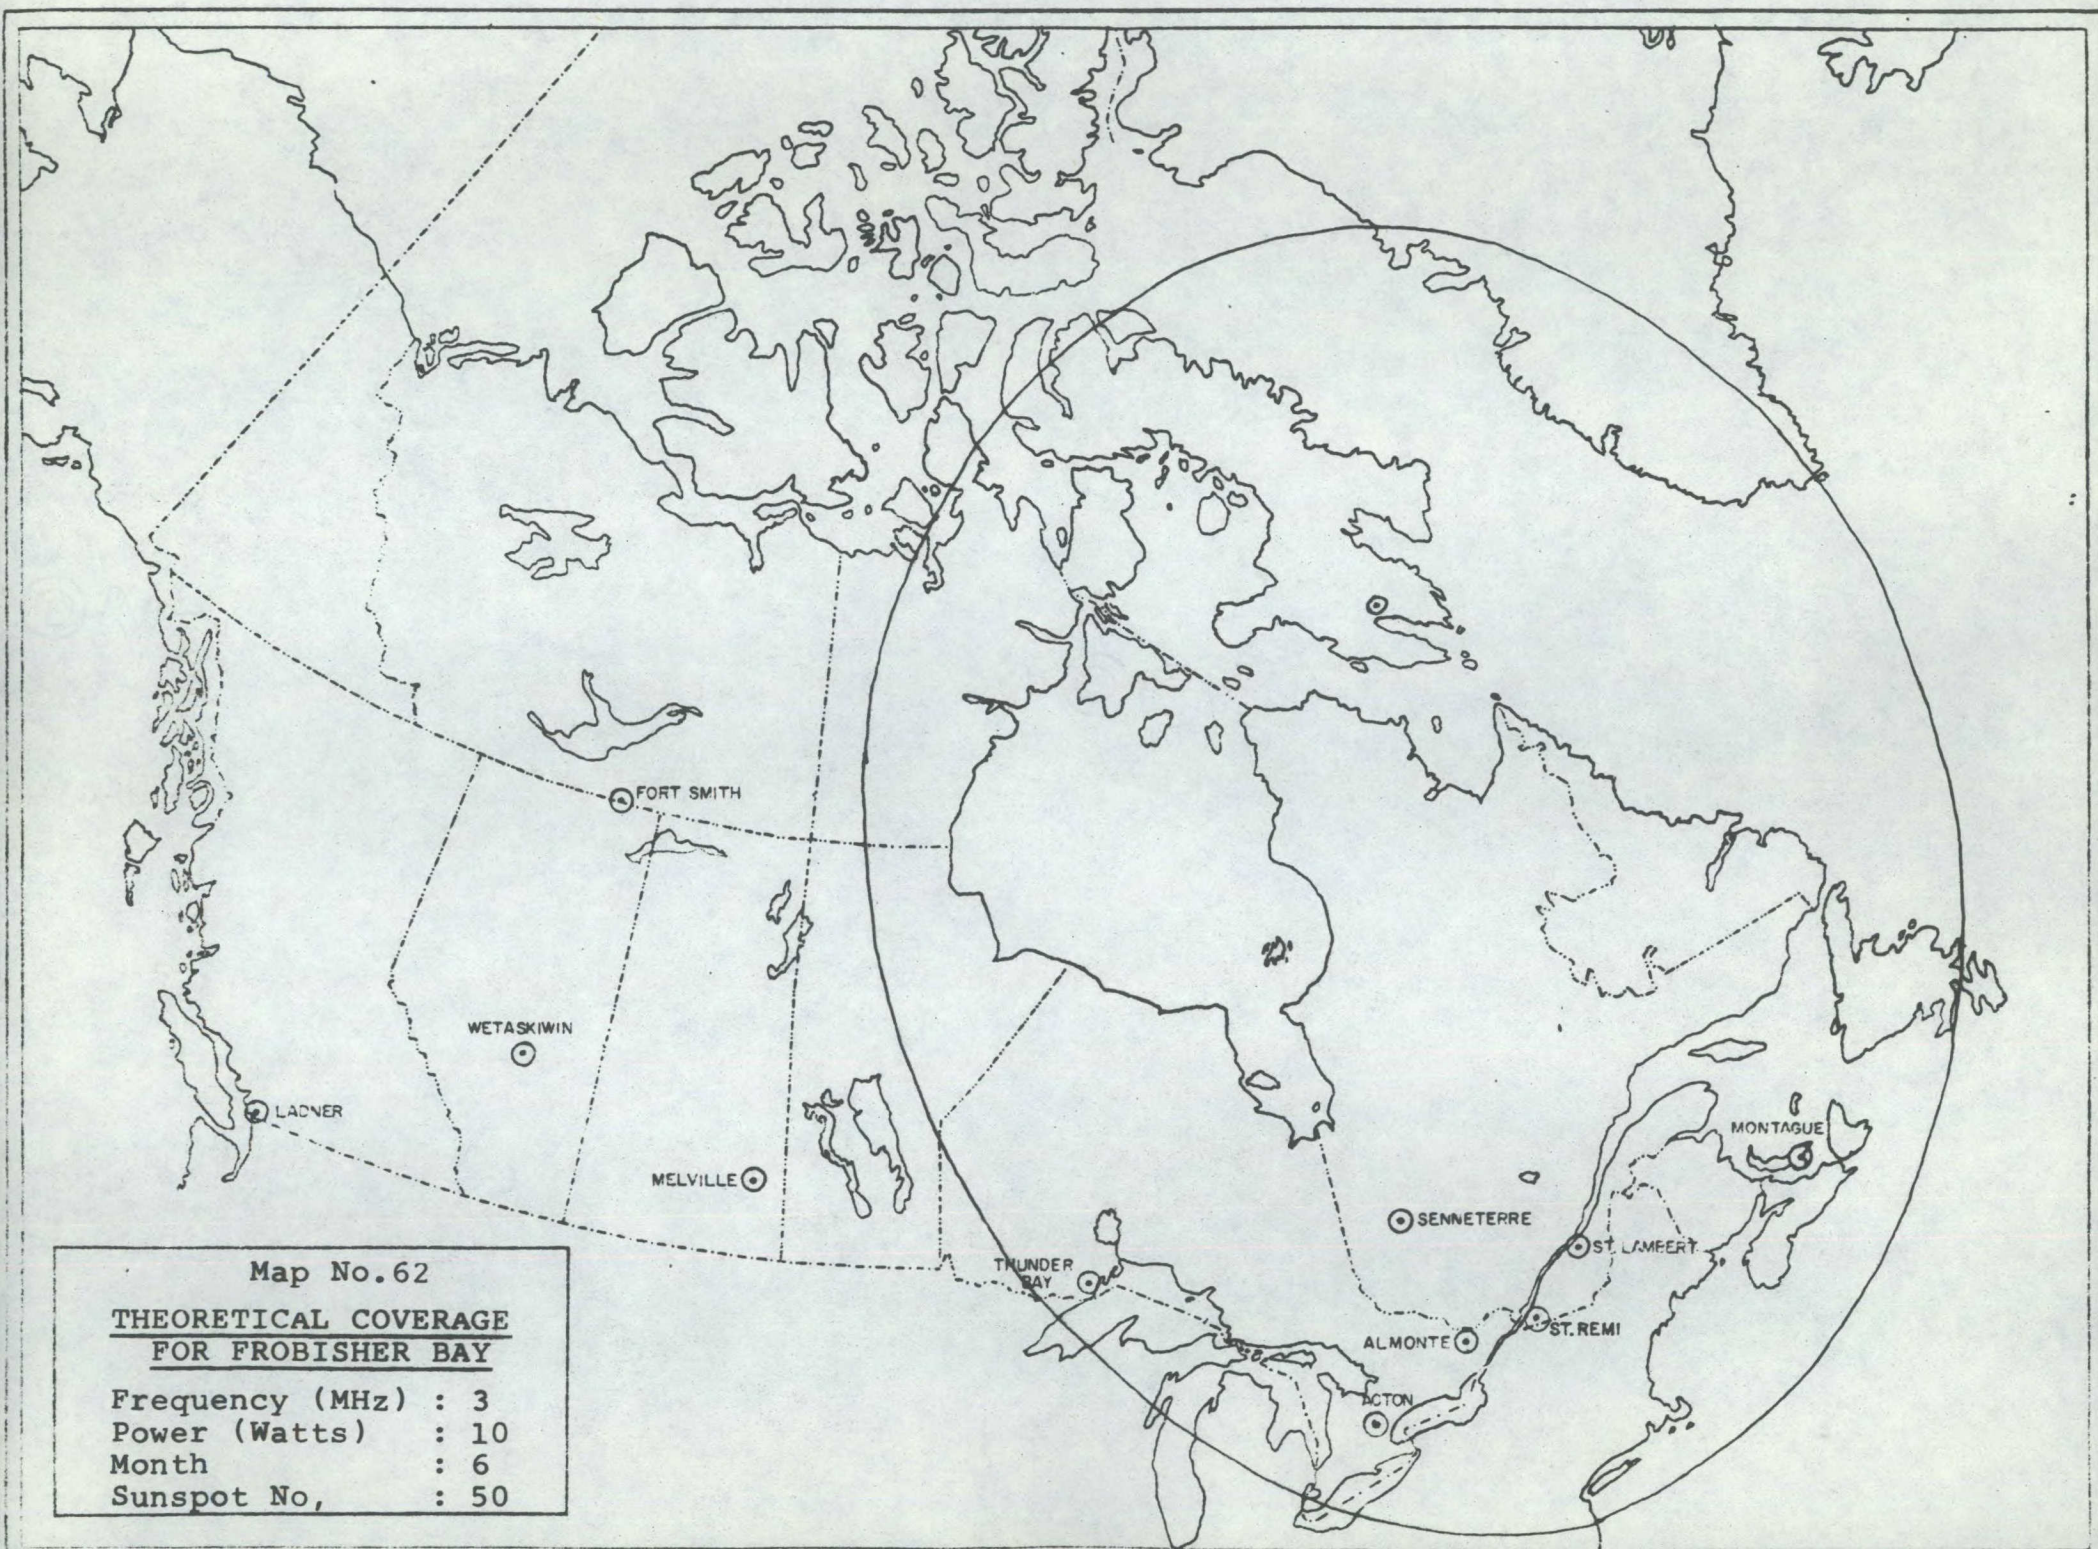 FORT SMITH
WETASKIWIN
LADNER
MELVILLE
MONTAGUE
SENNETERRE
ST. LAMBERT
THUNDER
BAY
ST. REMI
ALMONTE
ACTON
Map No.62
THEORETICAL COVERAGE
FOR FROBISHER BAY
Frequency (MHz) : 3
Power (Watts) : 10
Month : 6
Sunspot No, : 50